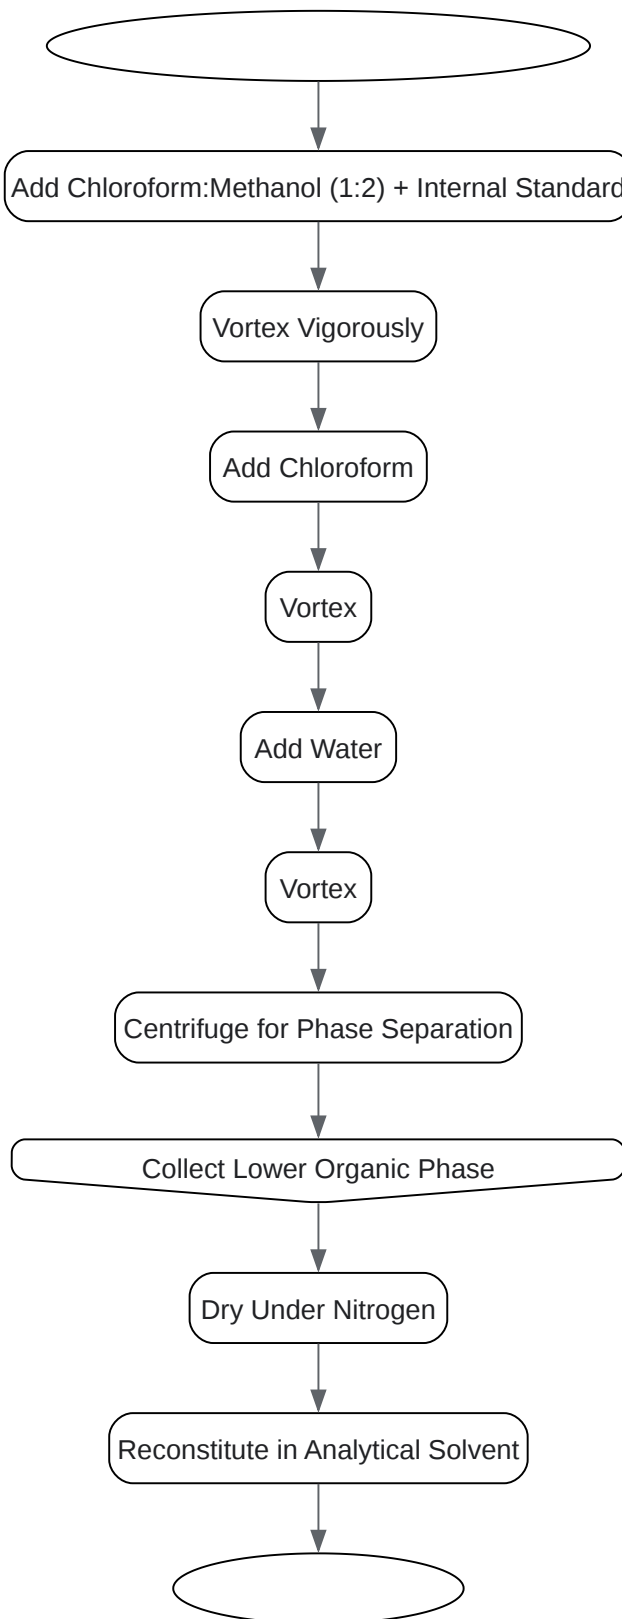 Add Chloroform:Methanol (1:2) + Internal Standard
Vortex Vigorously
Add Chloroform
Vortex
Add Water
Vortex
Centrifuge for Phase Separation
Collect Lower Organic Phase
Dry Under Nitrogen
Reconstitute in Analytical Solvent